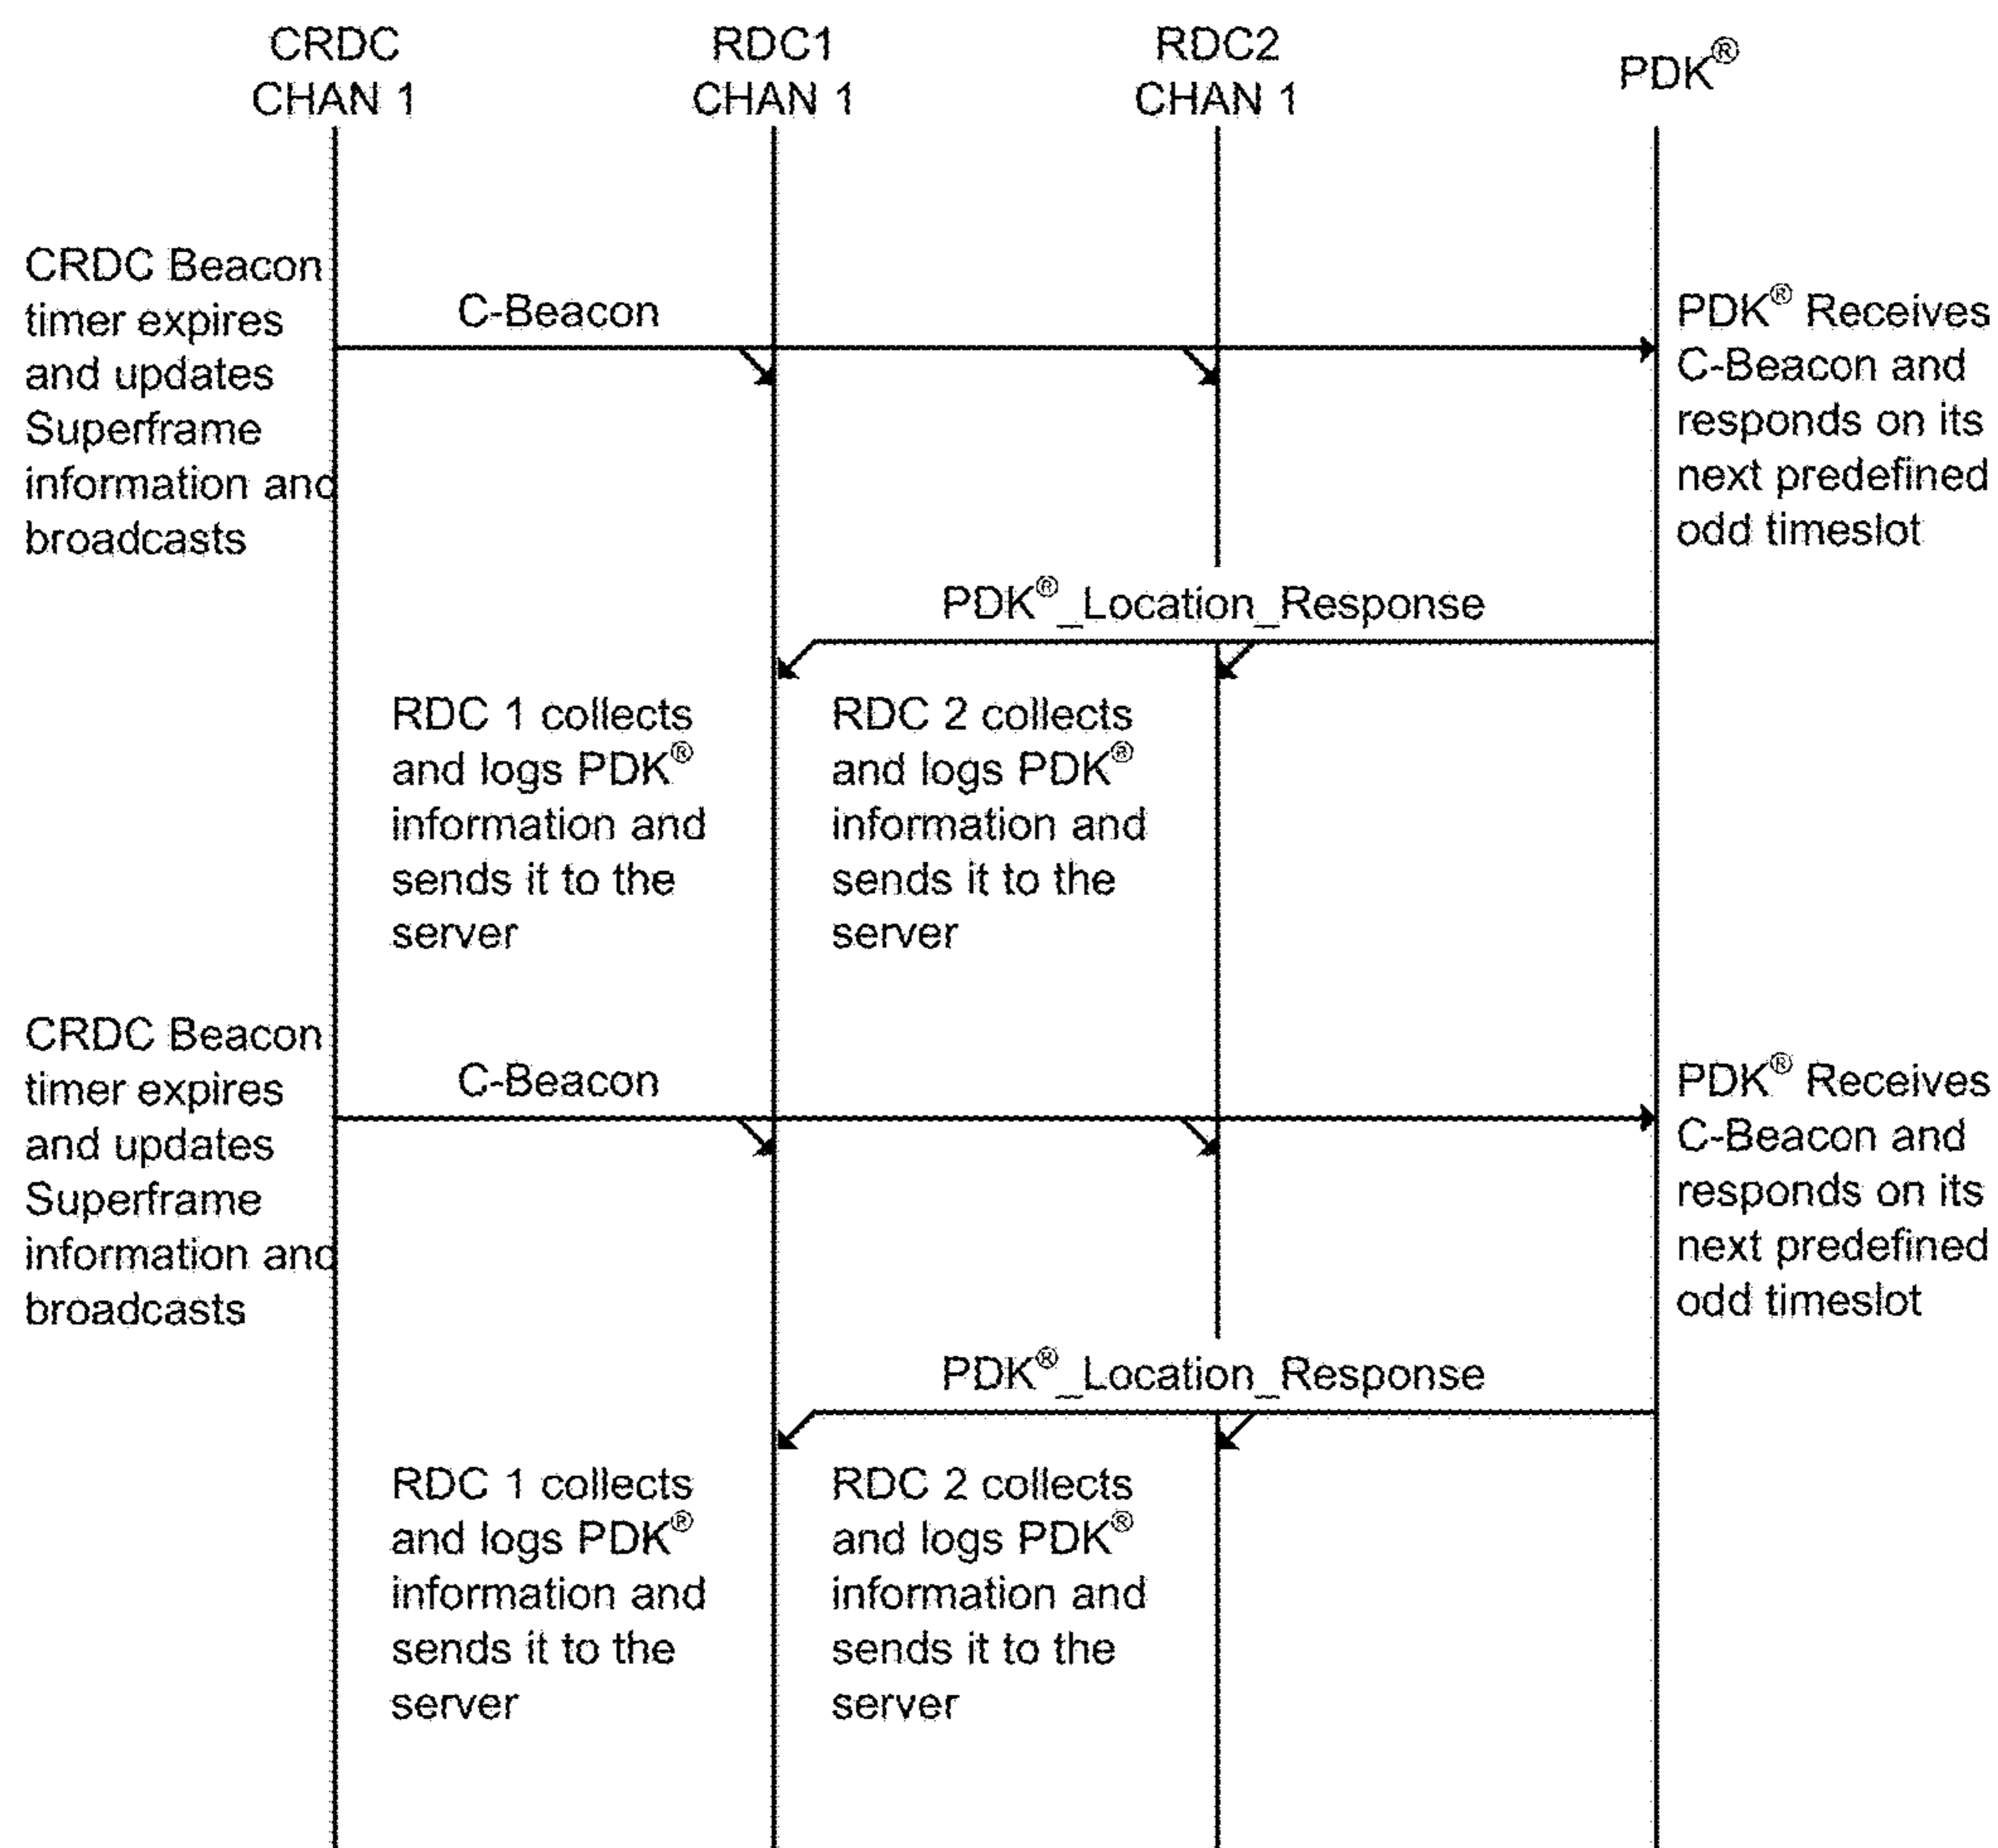 CRDC
CHAN 1
RDC1
CHAN 1
RDC2
CHAN 1
PDK®
CRDC Beacon
timer expires
and updates
Superframe
information and
broadcasts
C-Beacon
PDK® Receives
C-Beacon and
responds on its
next predefined
odd timeslot
PDK®_Location_Response
RDC 1 collects
and logs PDK®
information and
sends it to the
server
RDC 2 collects
and logs PDK®
information and
sends it to the
server
CRDC Beacon
timer expires
and updates
Superframe
information and
broadcasts
C-Beacon
PDK® Receives
C-Beacon and
responds on its
next predefined
odd timeslot
PDK®_Location_Response
RDC 1 collects
and logs PDK®
information and
sends it to the
server
RDC 2 collects
and logs PDK®
information and
sends it to the
server